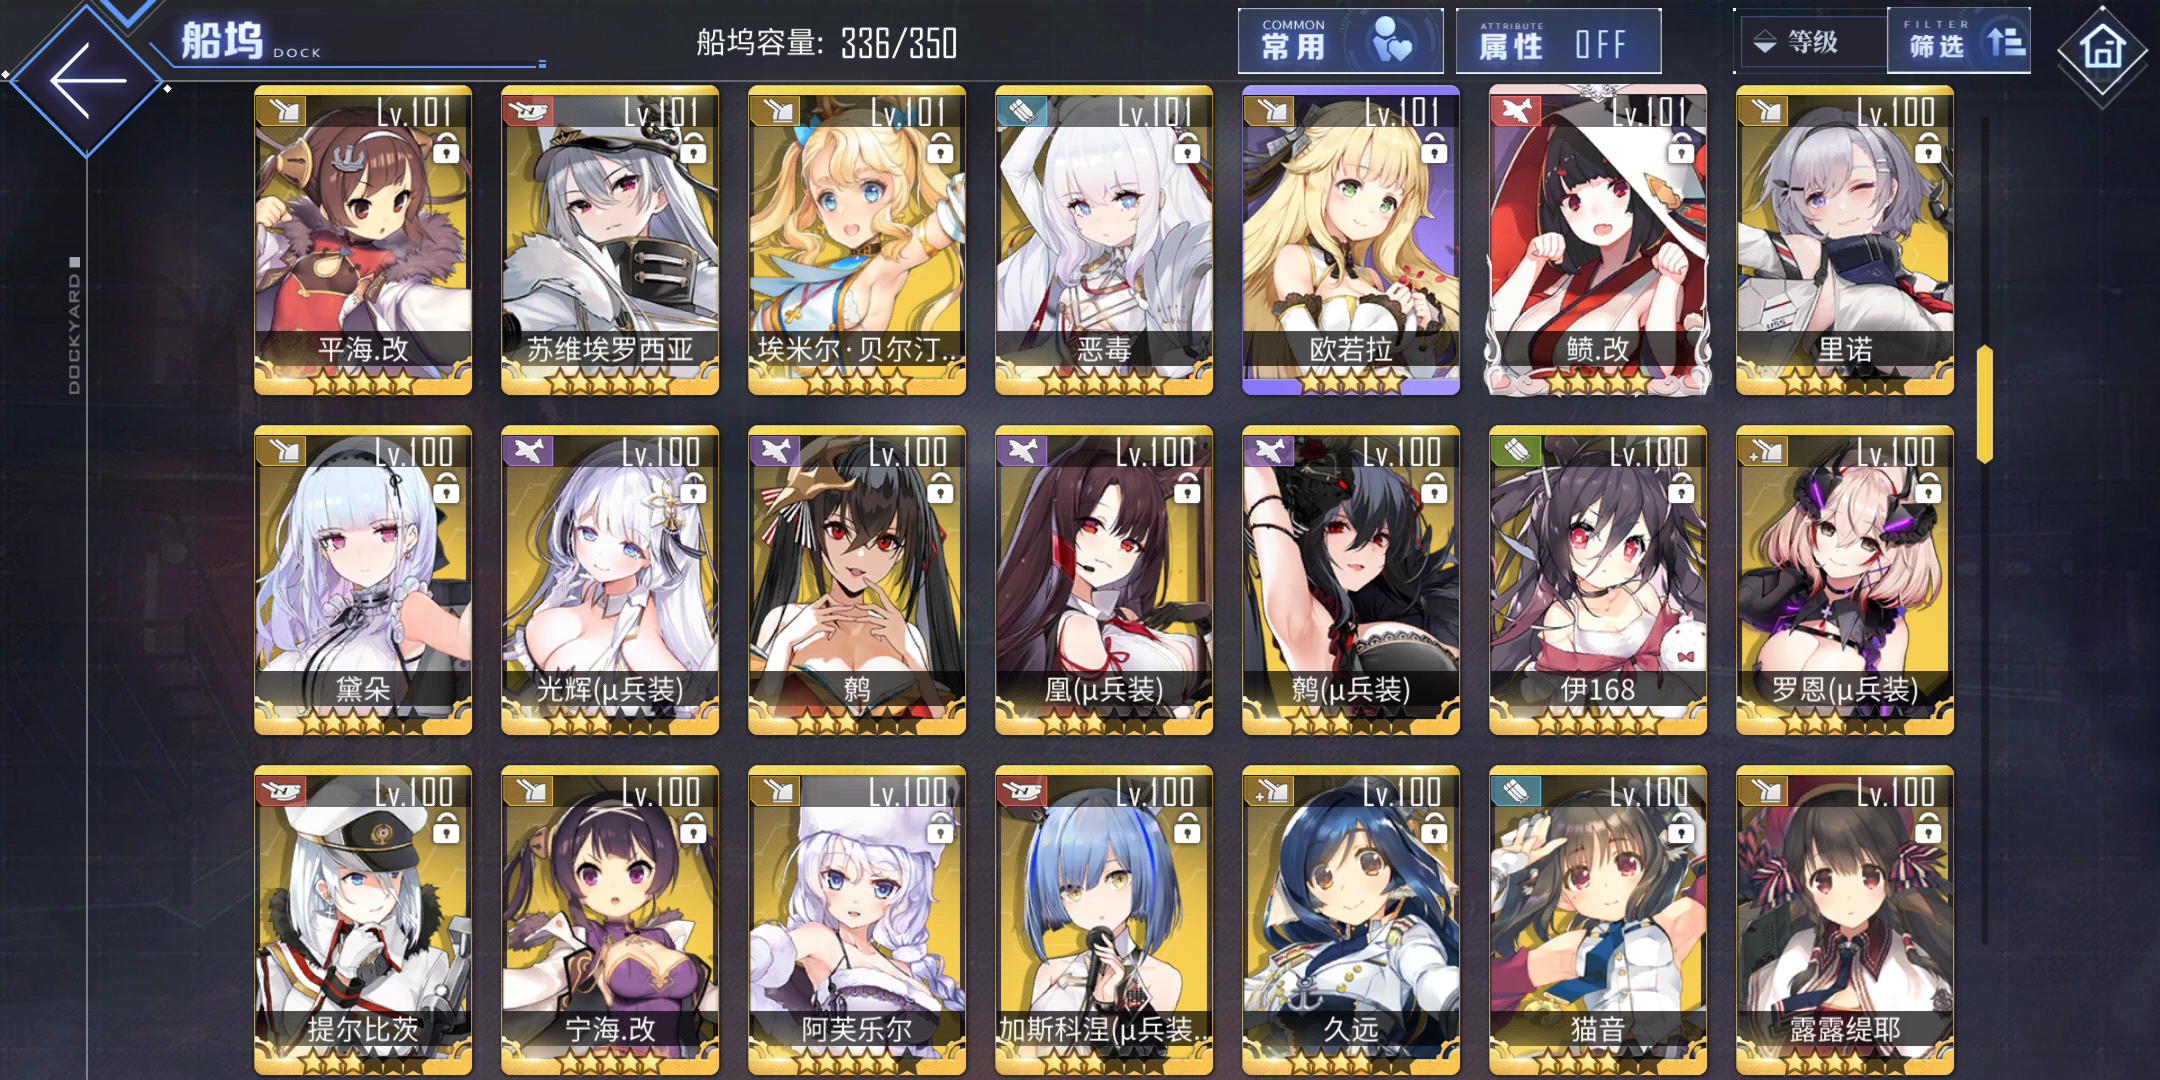 船坞 DOCK
船坞容量: 336/350
COMMON
常用
ATTRIBUTE
属性 OFF
等级
FILTER
筛选
DOCKYARD
Lv.101
Lv.101
Lv.101
Lv.101
Lv.101
Lv.101
Lv.100
平海.改
苏维埃罗西亚
埃米尔·贝尔汀..
恶毒
欧若拉
鲼.改
里诺
Lv.100
Lv.100
Lv.100
Lv.100
Lv.100
Lv.100
Lv.100
黛朵
光辉(μ兵装)
鹩
凰(μ兵装)
鹩(μ兵装)
伊168
罗恩(μ兵装)
Lv.100
Lv.100
Lv.100
Lv.100
Lv.100
Lv.100
Lv.100
提尔比茨
宁海.改
阿芙乐尔
加斯科涅(μ兵装..
久远
猫音
露露缇耶